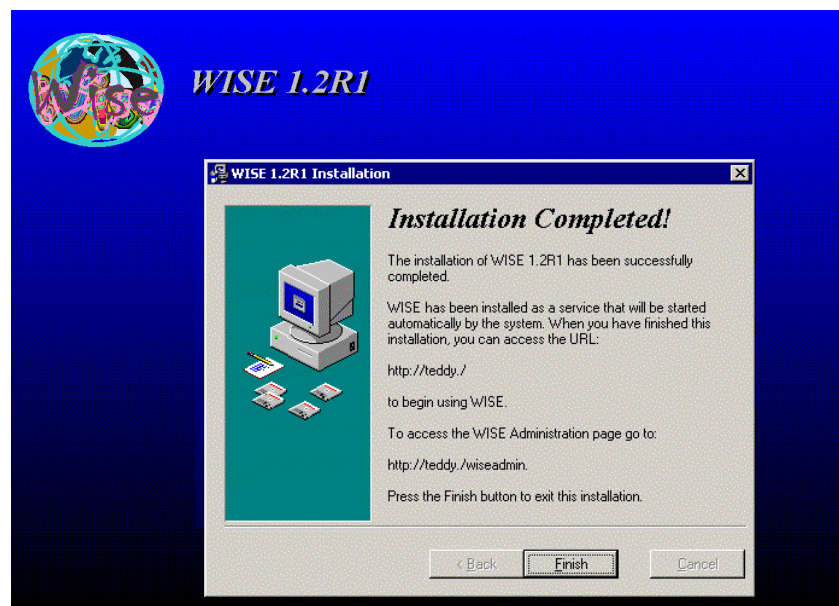 Wise
WISE 1.2R1
WISE 1.2R1 Installation
Installation Completed!
The installation of WISE 1.2R1 has been successfully
completed.
WISE has been installed as a service that will be started
automatically by the system. When you have finished this
installation, you can access the URL:
http://teddy./
to begin using WISE.
To access the WISE Administration page go to:
http://teddy./wiseadmin.
Press the Finish button to exit this installation.
< Back
Finish
Cancel